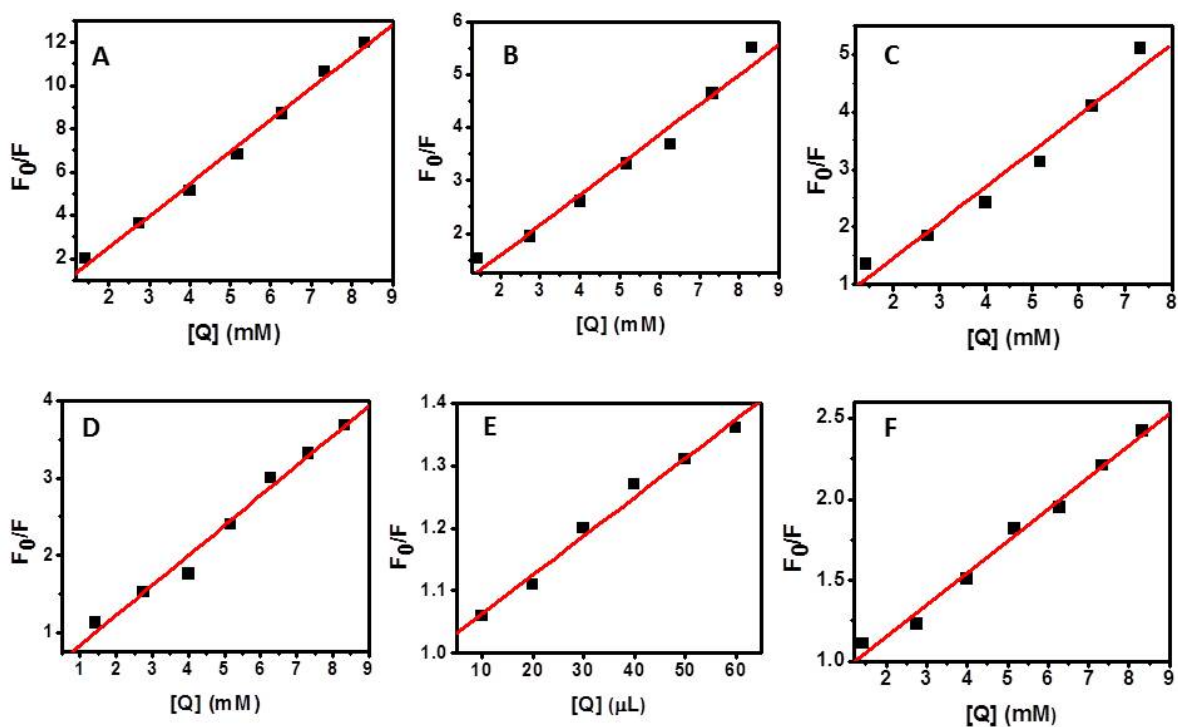 A
F0/F
12
10
8
6
4
2
2 3 4 5 6 7 8 9
[Q] (mM)
B
F0/F
6
5
4
3
2
2 3 4 5 6 7 8 9
[Q] (mM)
C
F0/F
5
4
3
2
1
2 3 4 5 6 7 8
[Q] (mM)
D
F0/F
4
3
2
1
1 2 3 4 5 6 7 8 9
[Q] (mM)
E
F0/F
1.4
1.3
1.2
1.1
1.0
10 20 30 40 50 60
[Q] (µL)
F
F0/F
2.5
2.0
1.5
1.0
2 3 4 5 6 7 8 9
[Q] (mM)